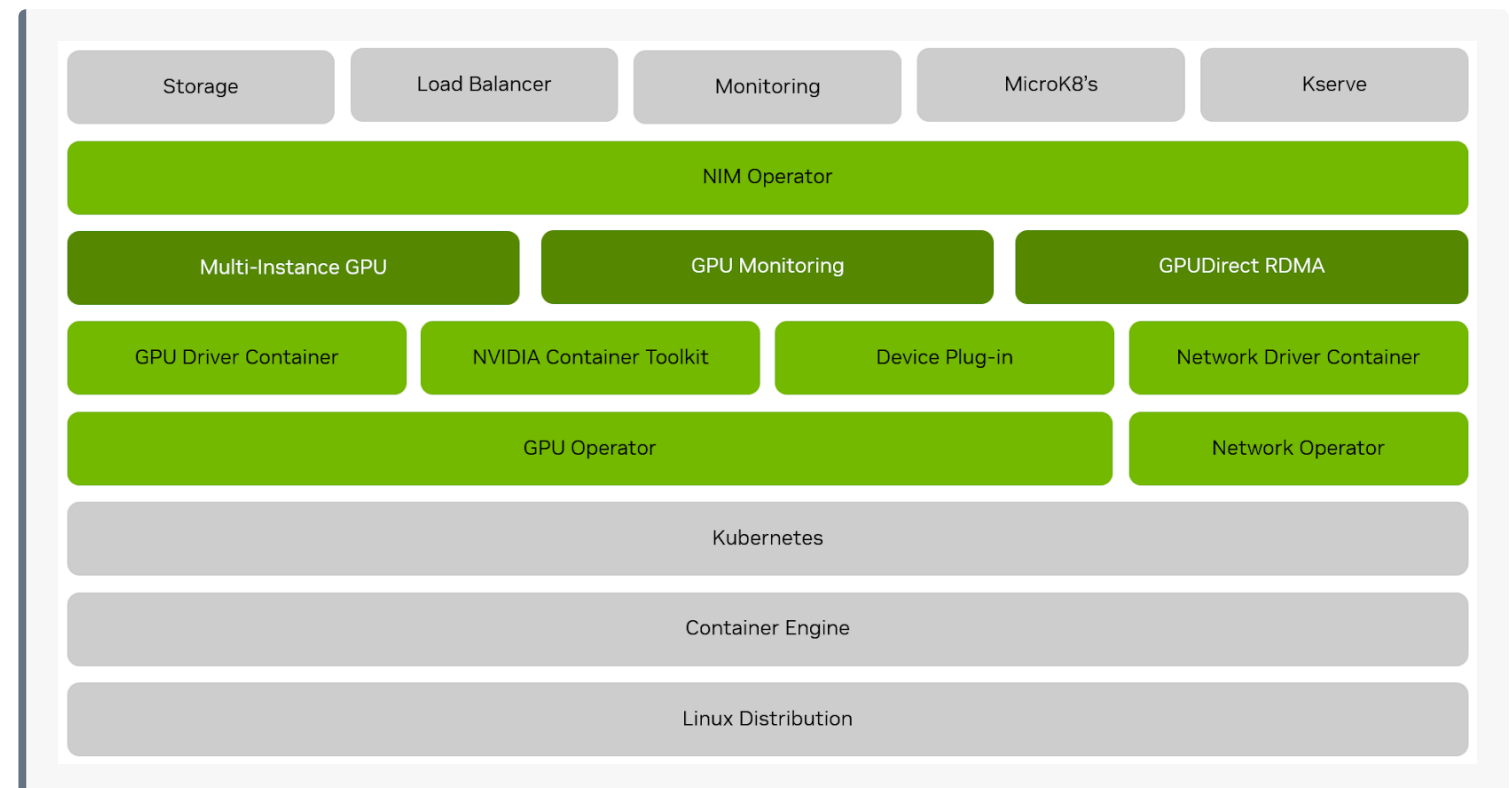 Storage
Load Balancer
Monitoring
MicroK8’s
Kserve
NIM Operator
Multi-Instance GPU
GPU Monitoring
GPUDirect RDMA
GPU Driver Container
NVIDIA Container Toolkit
Device Plug-in
Network Driver Container
GPU Operator
Network Operator
Kubernetes
Container Engine
Linux Distribution